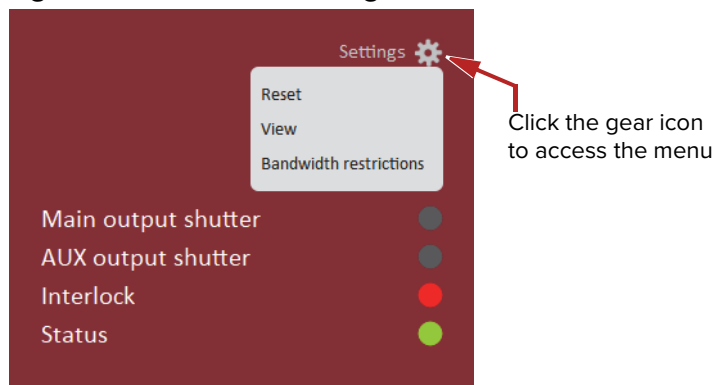 Settings
Reset
View
Bandwidth restrictions
Click the gear icon
to access the menu
Main output shutter
AUX output shutter
Interlock
Status